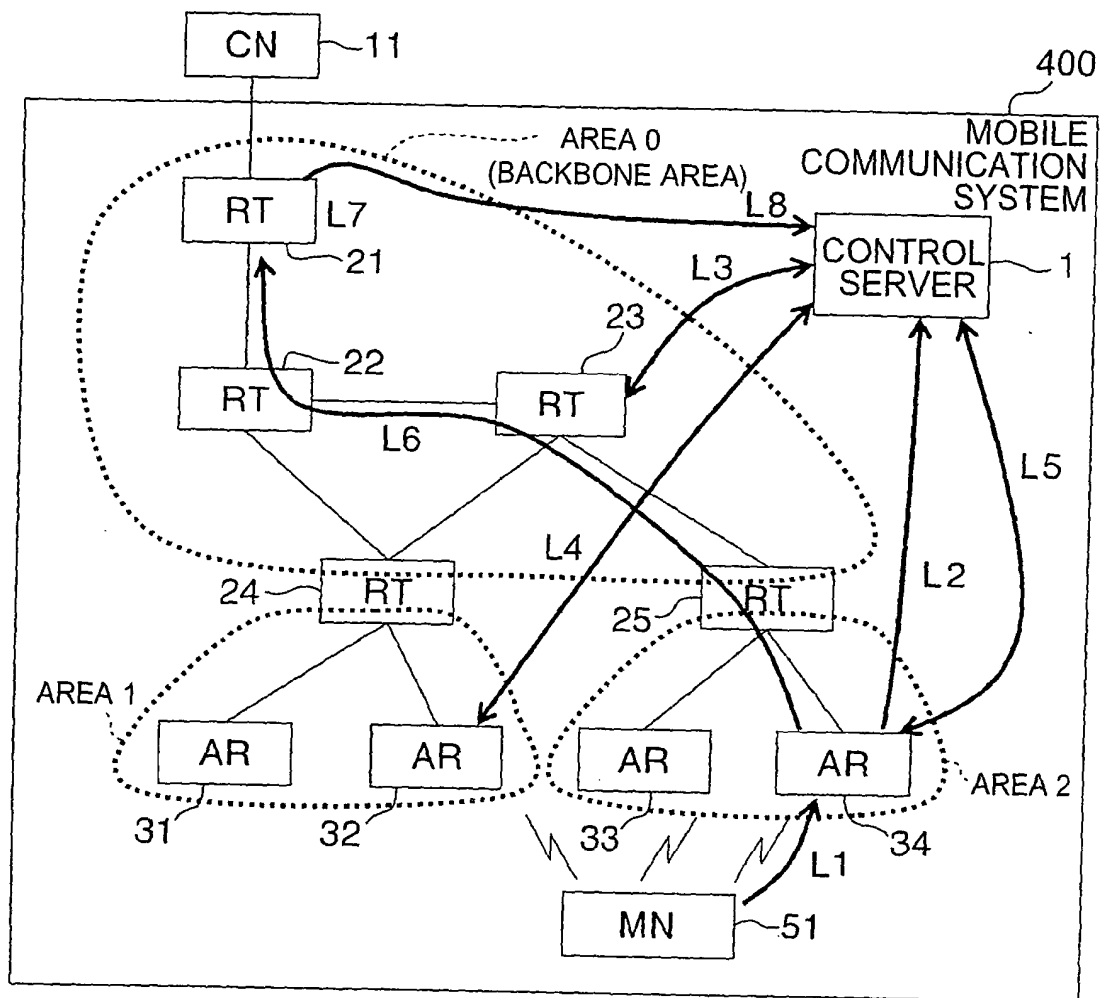 CN
11
400
MOBILE
COMMUNICATION
SYSTEM
AREA 0
(BACKBONE AREA)
RT
L7
21
L8
CONTROL
SERVER
1
L3
23
22
RT
RT
L6
L5
L4
L2
24
RT
25
RT
AREA 1
AR
AR
AR
AR
AREA 2
31
32
33
34
L1
MN
51